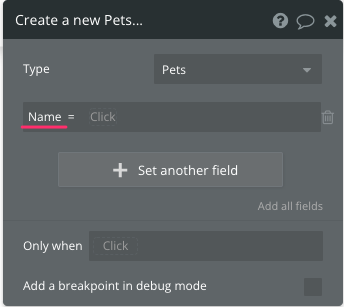 Create a new Pets...
Type Pets
Name = Click
Set another field
Add all fields
Only when Click
Add a breakpoint in debug mode